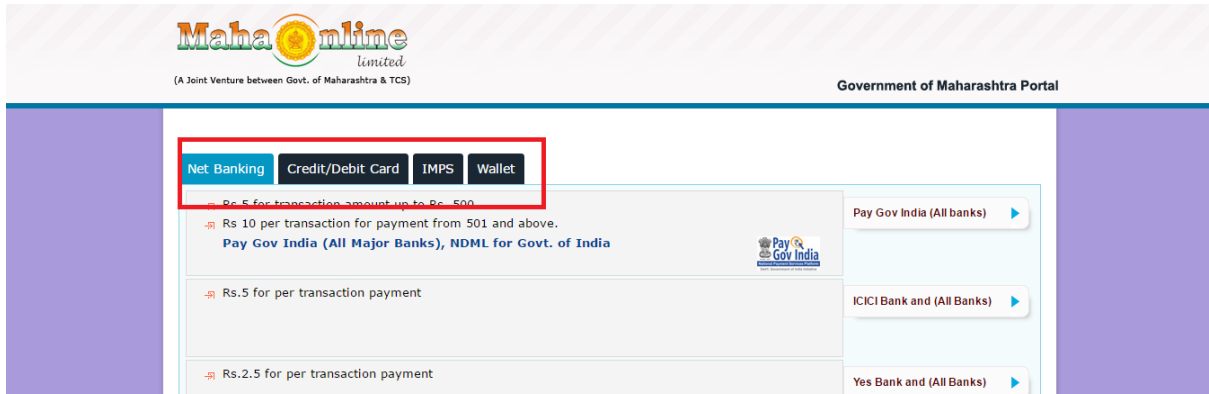 Maha Online
limited
(A Joint Venture between Govt. of Maharashtra & TCS)
Government of Maharashtra Portal
Net Banking Credit/Debit Card IMPS Wallet
Rs 5 for transaction amount up to Rs. 500
Rs 10 per transaction for payment from 501 and above.
Pay Gov India (All Major Banks), NDML for Govt. of India
Pay
Gov India
Pay Gov India (All banks)
Rs.5 for per transaction payment
ICICI Bank and (All Banks)
Rs.2.5 for per transaction payment
Yes Bank and (All Banks)